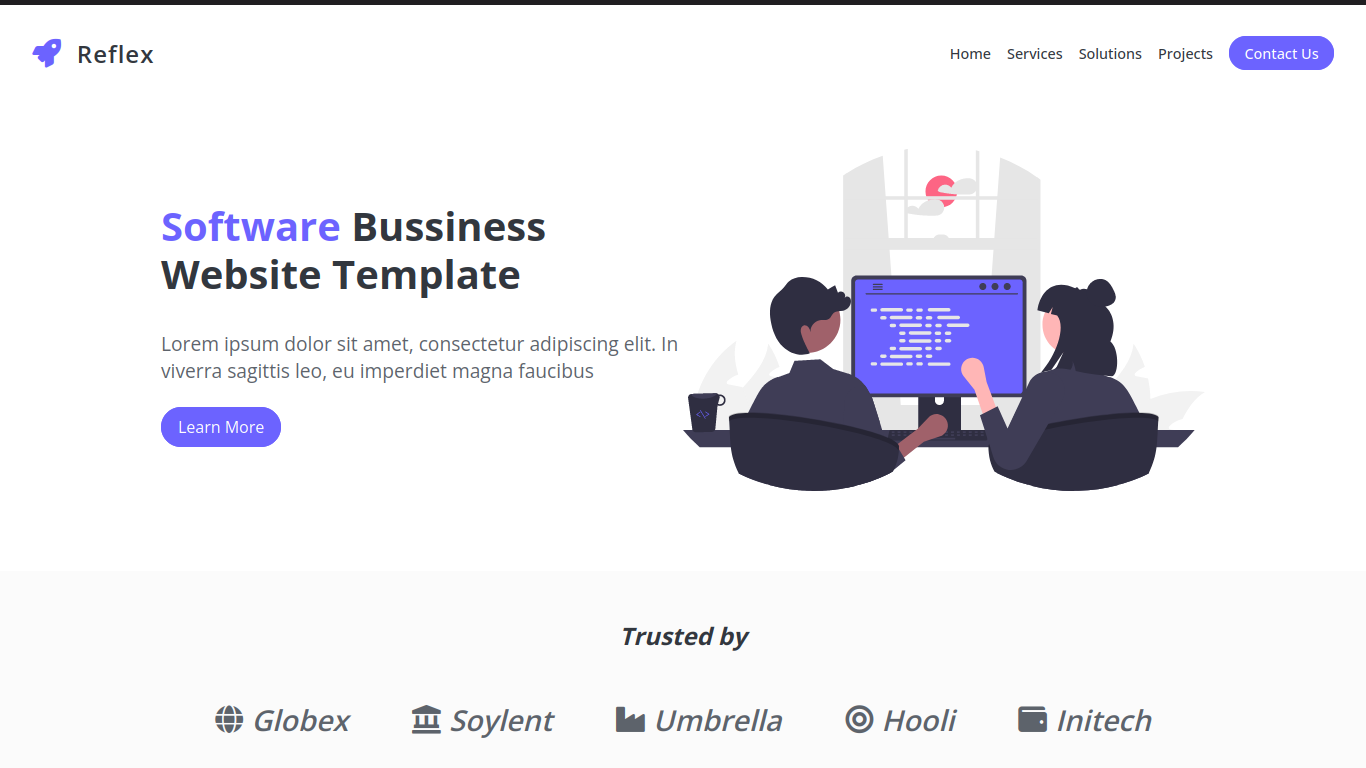 Reflex
Home Services Solutions Projects Contact Us
Software Bussiness
Website Template
Lorem ipsum dolor sit amet, consectetur adipiscing elit. In
viverra sagittis leo, eu imperdiet magna faucibus
Learn More
Trusted by
Globex Soylent Umbrella Hooli Initech